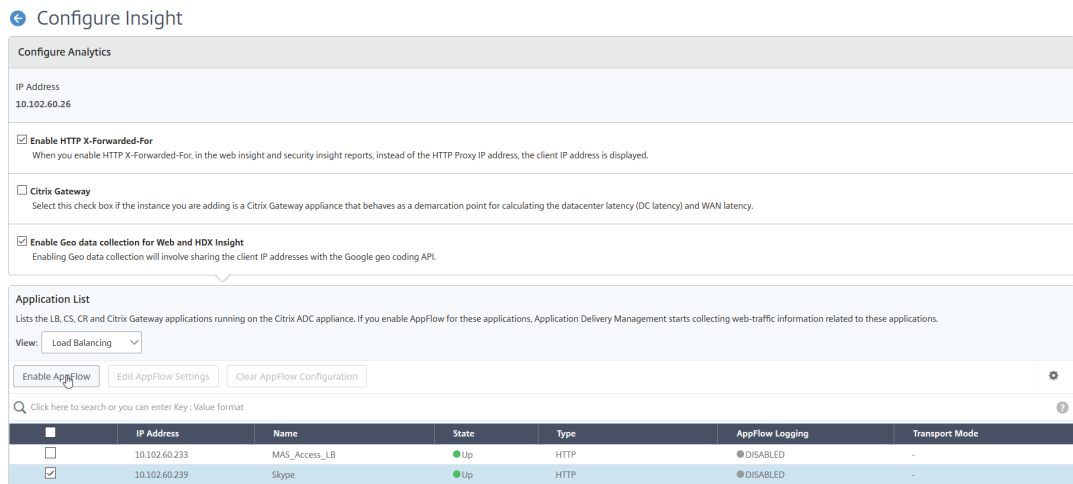 Configure Insight
Configure Analytics
IP Address
10.102.60.26
Enable HTTP X-Forwarded-For
When you enable HTTP X-Forwarded-For, in the web insight and security insight reports, instead of the HTTP Proxy IP address, the client IP address is displayed.
Citrix Gateway
Select this check box if the instance you are adding is a Citrix Gateway appliance that behaves as a demarcation point for calculating the datacenter latency (DC latency) and WAN latency.
Enable Geo data collection for Web and HDX Insight
Enabling Geo data collection will involve sharing the client IP addresses with the Google geo coding API.
Application List
Lists the LB, CS, CR and Citrix Gateway applications running on the Citrix ADC appliance. If you enable AppFlow for these applications, Application Delivery Management starts collecting web-traffic information related to these applications.
View: Load Balancing
Enable AppFlow Edit AppFlow Settings Clear AppFlow Configuration
Click here to search or you can enter Key : Value format ?
IP Address Name State Type AppFlow Logging Transport Mode
10.102.60.233 MAS_Access_LB Up HTTP DISABLED -
10.102.60.239 Skype Up HTTP DISABLED -